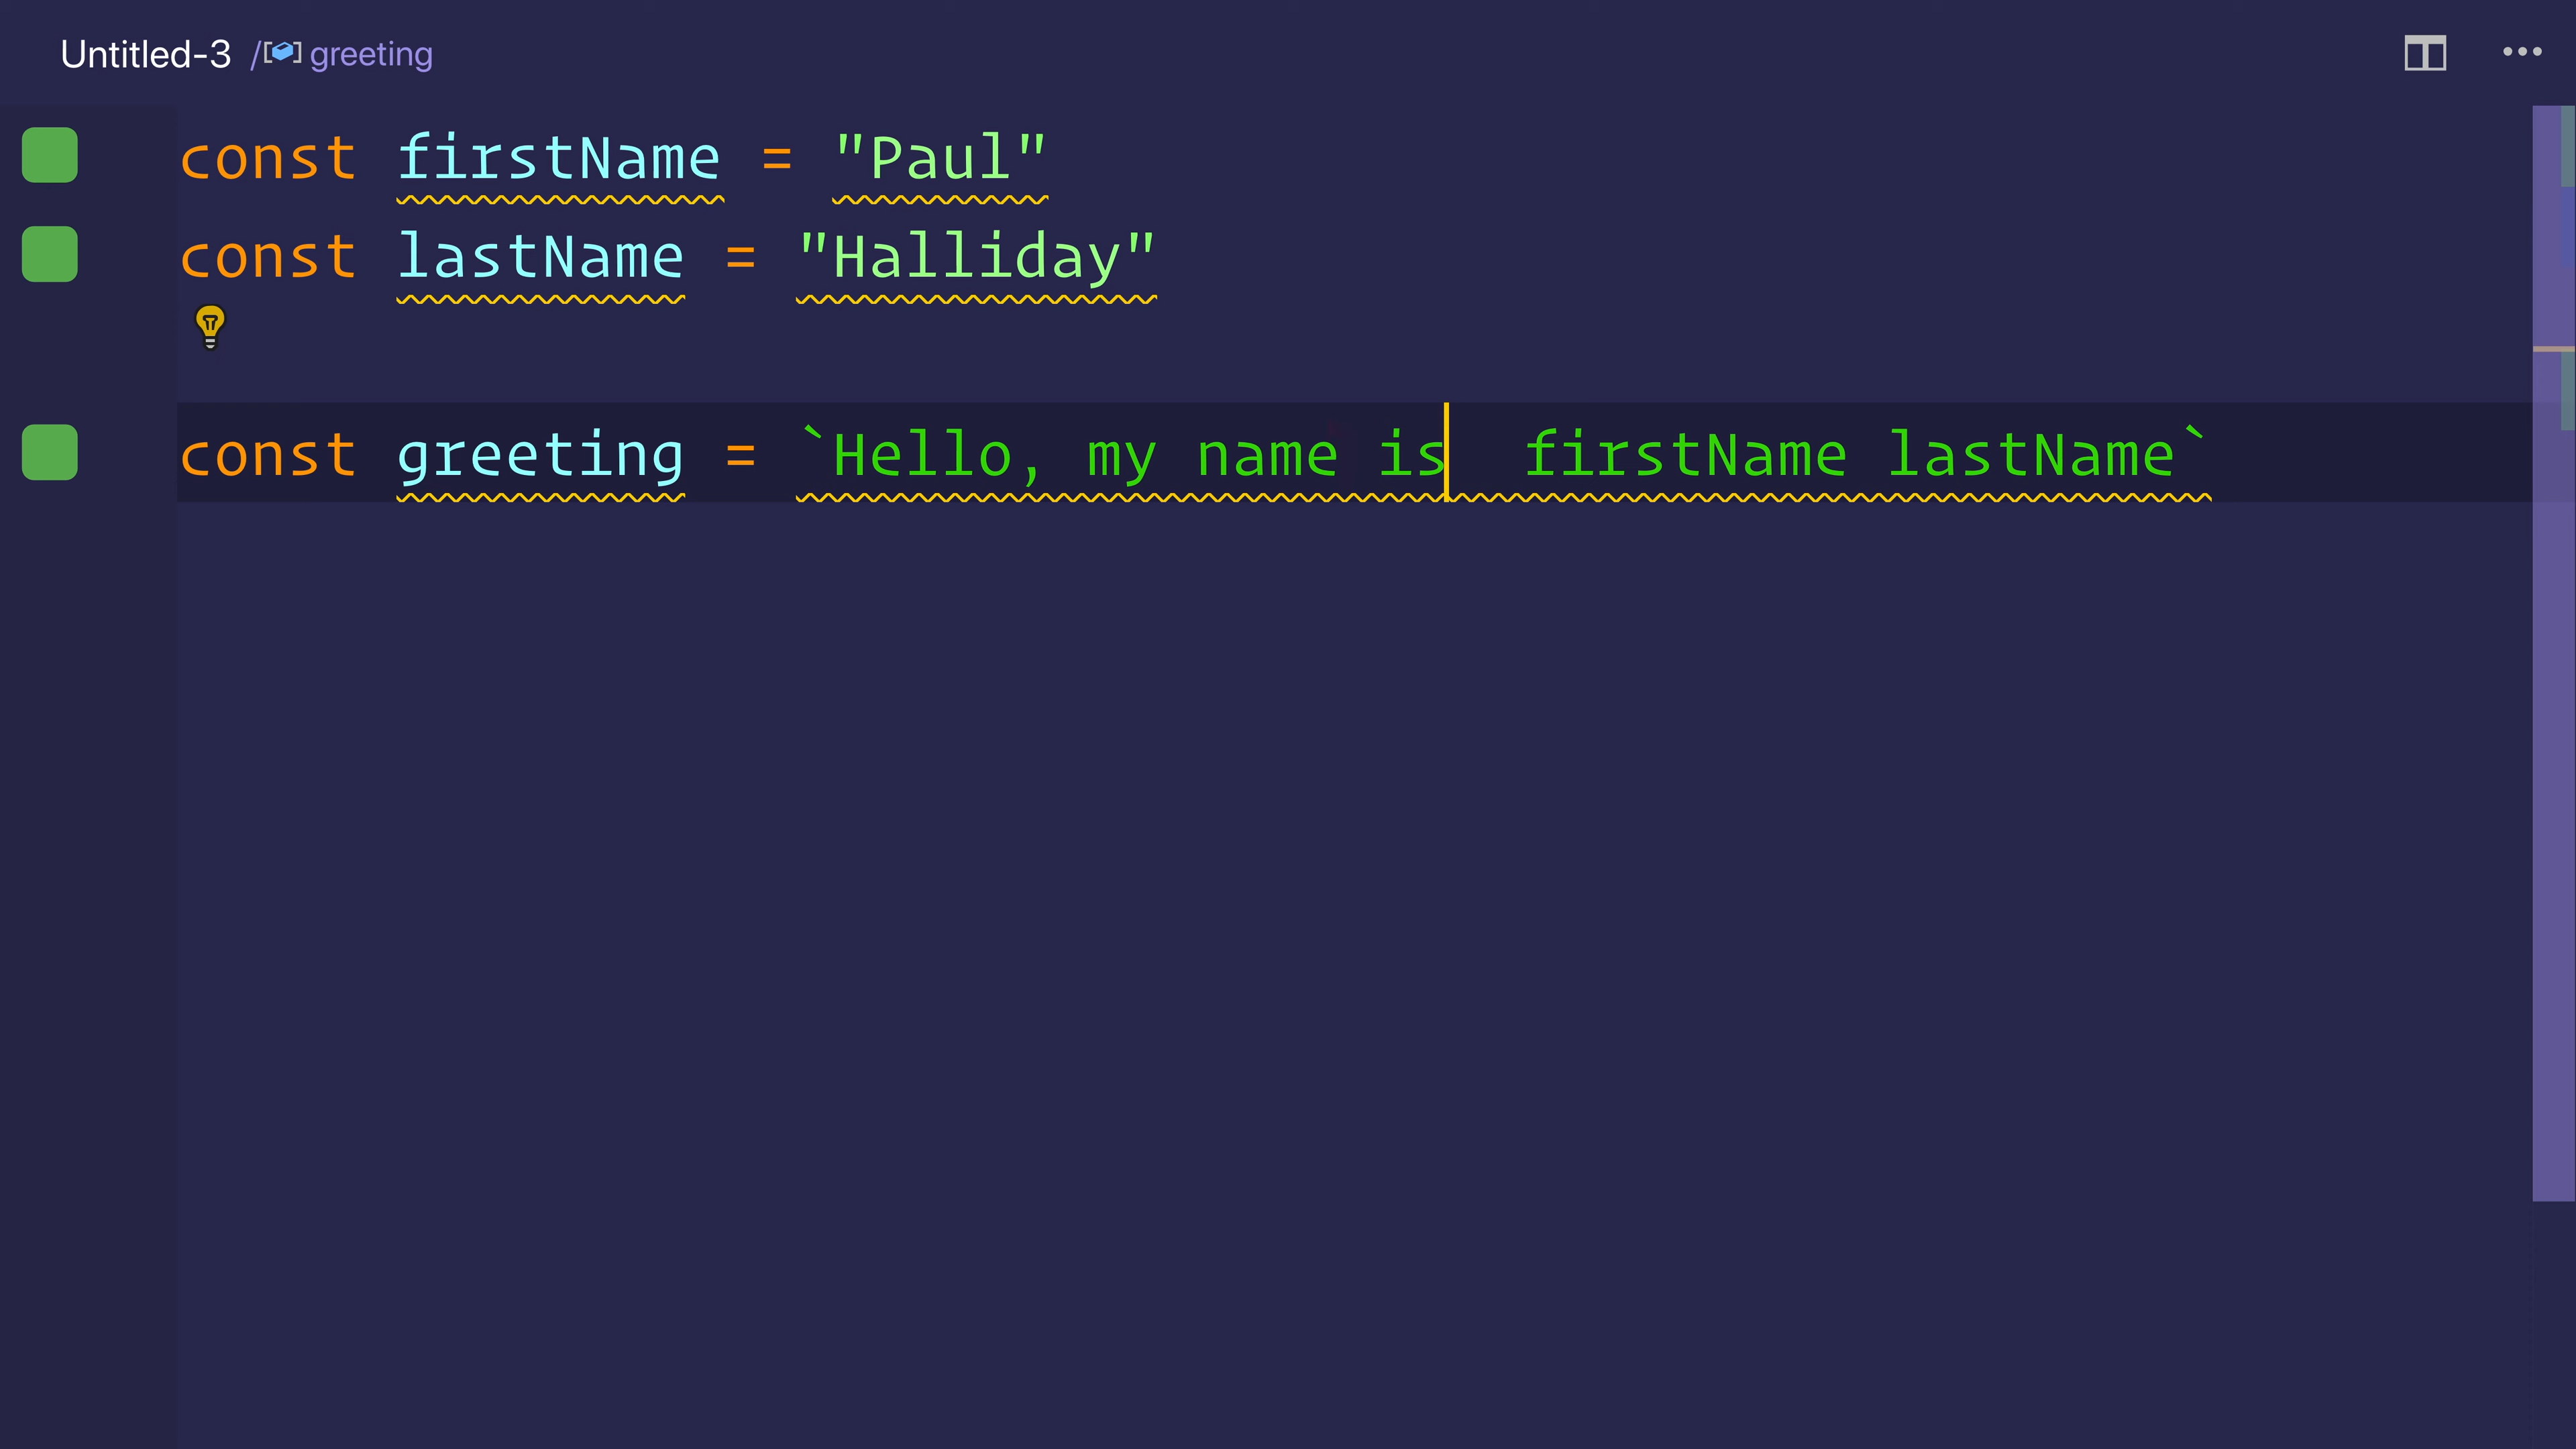 Untitled-3 / greeting
const firstName = "Paul"
const lastName = "Halliday"
const greeting = `Hello, my name is  firstName lastName`